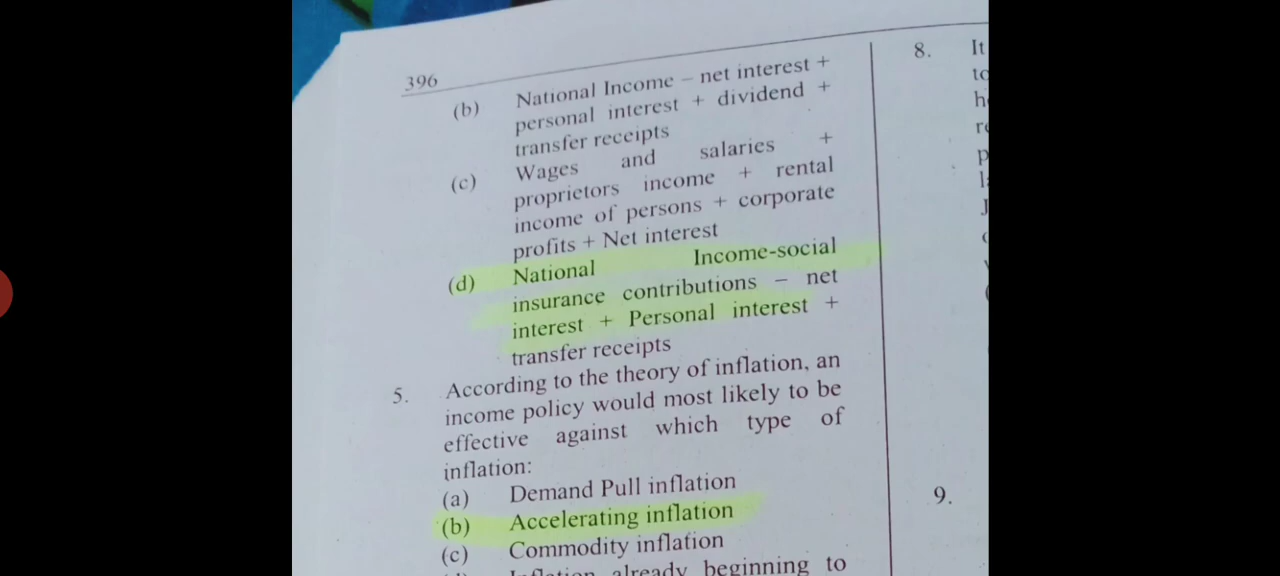 396
(b) National Income – net interest +
personal interest + dividend +
transfer receipts
(c) Wages and salaries +
proprietors income + rental
income of persons + corporate
profits + Net interest
(d) National Income-social
insurance contributions – net
interest + Personal interest +
transfer receipts
5. According to the theory of inflation, an
income policy would most likely to be
effective against which type of
inflation:
(a) Demand Pull inflation
(b) Accelerating inflation
(c) Commodity inflation
Inflation already beginning to
8. It
to
9.